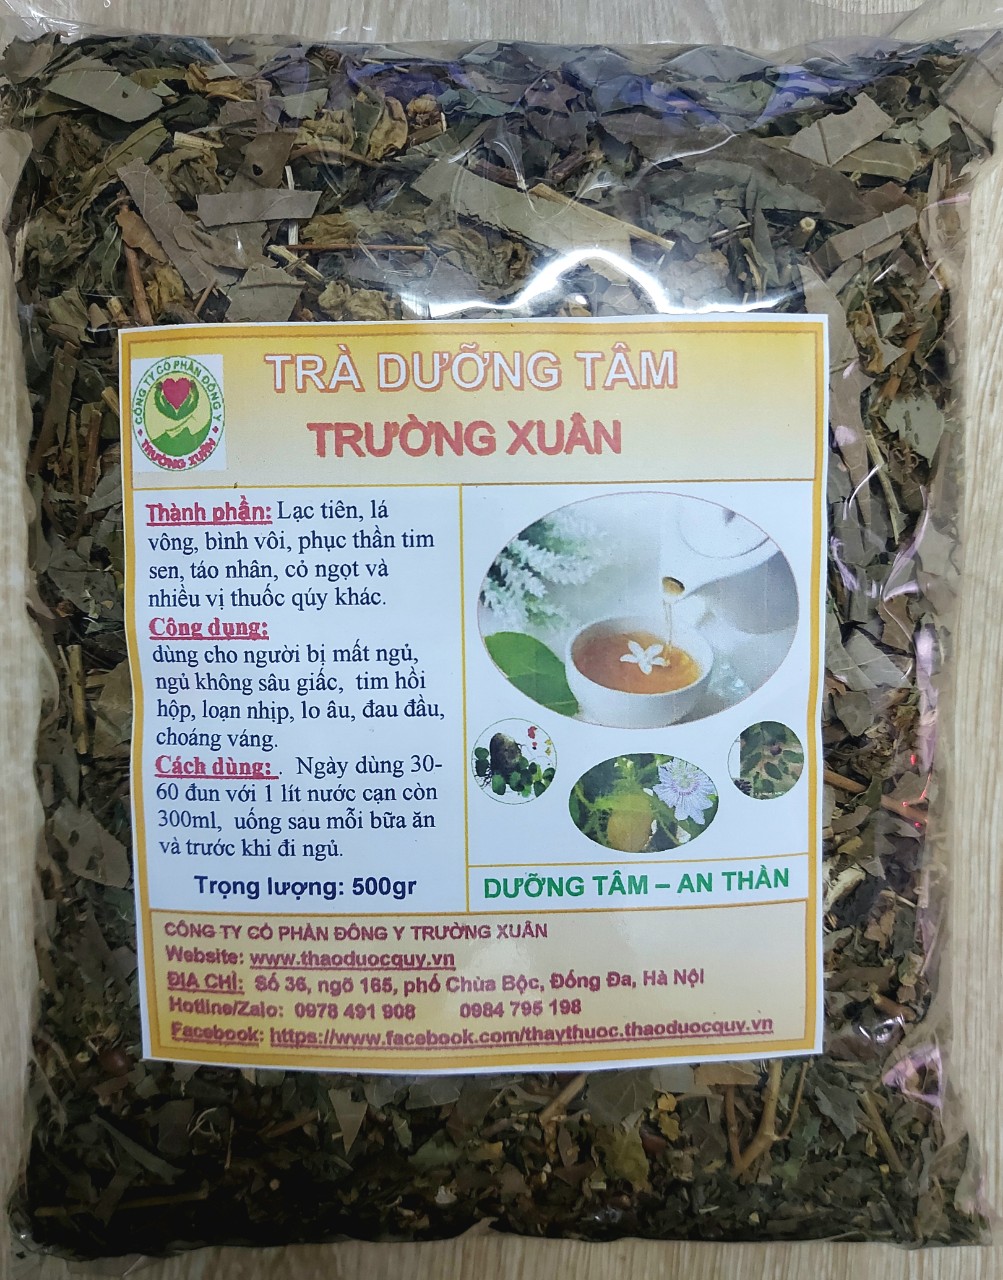 CÔNG TY CỔ PHẦN ĐÔNG Y
TRƯỜNG XUÂN
TRÀ DƯỠNG TÂM
TRƯỜNG XUÂN
Thành phần: Lạc tiên, lá
vông, bình vôi, phục thần tim
sen, táo nhân, cỏ ngọt và
nhiều vị thuốc qúy khác.
Công dụng:
dùng cho người bị mất ngủ,
ngủ không sâu giấc, tim hồi
hộp, loạn nhịp, lo âu, đau đầu,
choáng váng.
Cách dùng: . Ngày dùng 30-
60 đun với 1 lít nước cạn còn
300ml, uống sau mỗi bữa ăn
và trước khi đi ngủ.
Trọng lượng: 500gr
DƯỠNG TÂM – AN THẦN
CÔNG TY CỔ PHẦN ĐÔNG Y TRƯỜNG XUÂN
Website: www.thaoduocquy.vn
ĐỊA CHỈ: Số 36, ngõ 165, phố Chùa Bộc, Đống Đa, Hà Nội
Hotline/Zalo: 0978 491 908 0984 795 198
Facebook: https://www.facebook.com/thaythuoc.thaoduocquy.vn